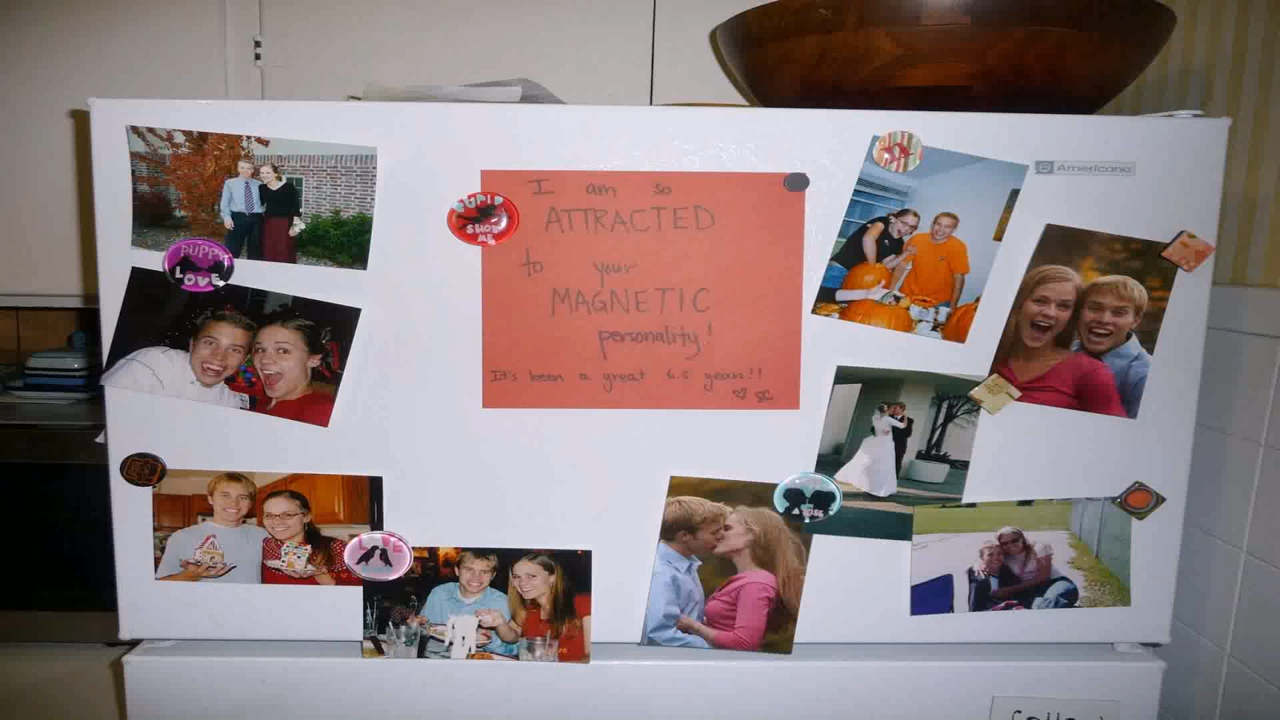 I am so
ATTRACTED
to your
MAGNETIC
personality!
It's been a great 6.5 years!!
Americana
CUPID
SHOT
ME
PUPPY
LOVE